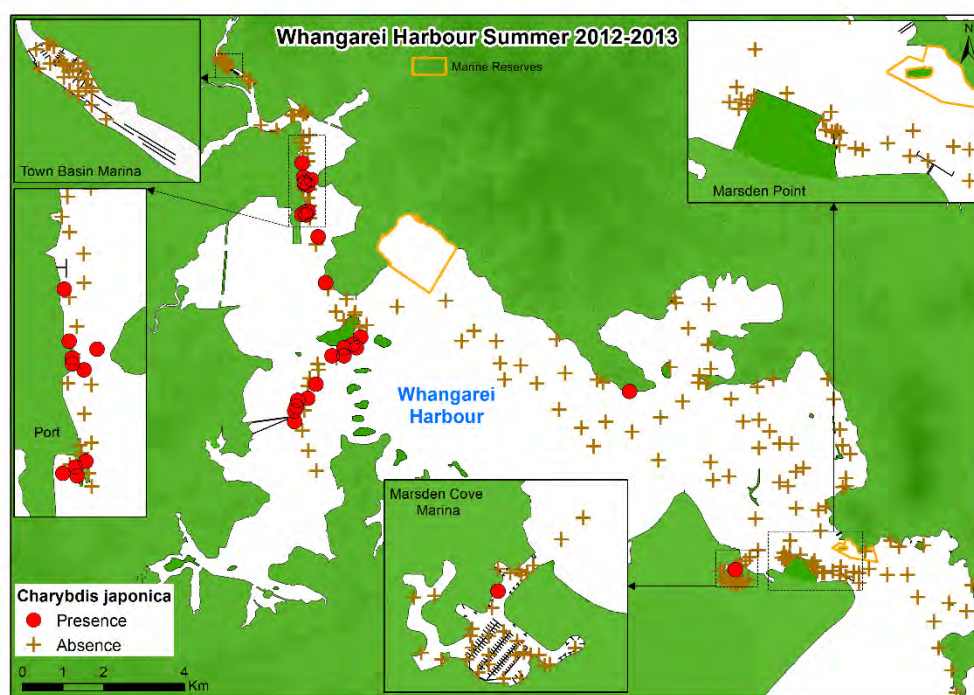 Whangarei Harbour Summer 2012-2013
Marine Reserves
N
Town Basin Marina
Marsden Point
Port
Whangarei
Harbour
Marsden Cove
Marina
Charybdis japonica
Presence
Absence
0 1 2 4
Km